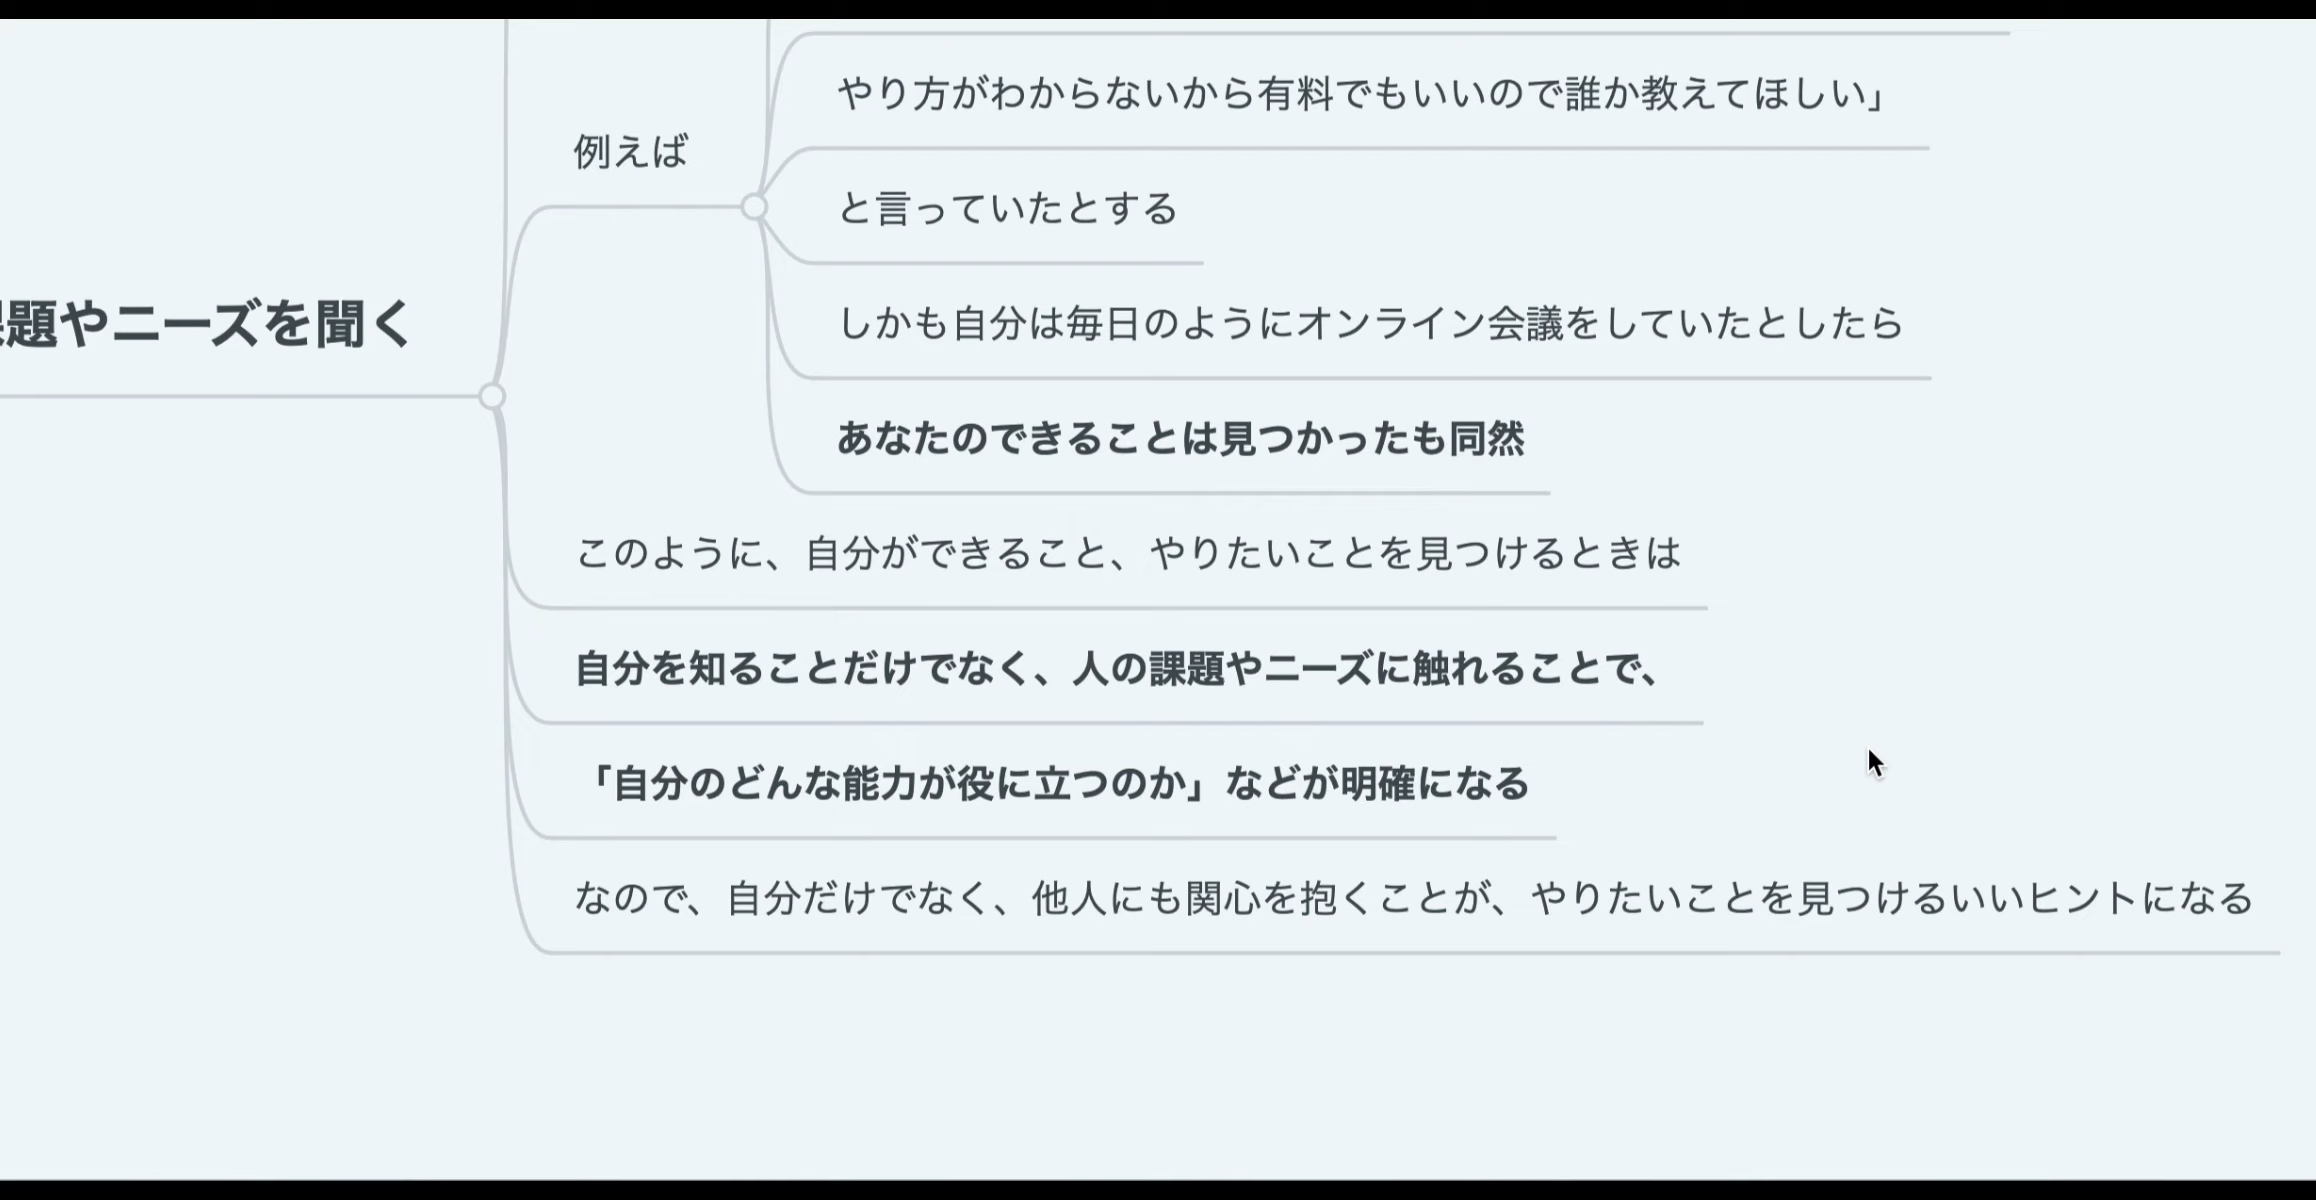 やり方がわからないから有料でもいいので誰か教えてほしい」
例えば
と言っていたとする
しかも自分は毎日のようにオンライン会議をしていたとしたら
課題やニーズを聞く
あなたのできることは見つかったも同然
このように、自分ができること、やりたいことを見つけるときは
自分を知ることだけでなく、人の課題やニーズに触れることで、
「自分のどんな能力が役に立つのか」などが明確になる
なので、自分だけでなく、他人にも関心を抱くことが、やりたいことを見つけるいいヒントになる